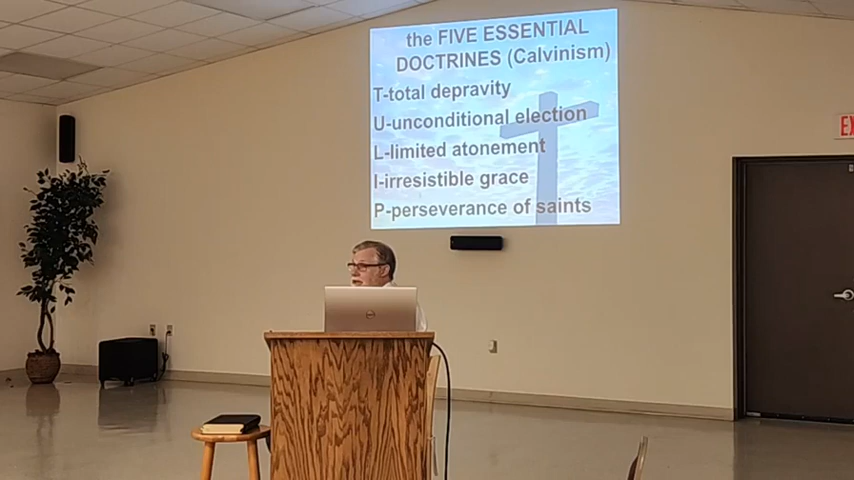 the FIVE ESSENTIAL
DOCTRINES (Calvinism)
T-total depravity
U-unconditional election
L-limited atonement
I-irresistible grace
P-perseverance of saints
EX